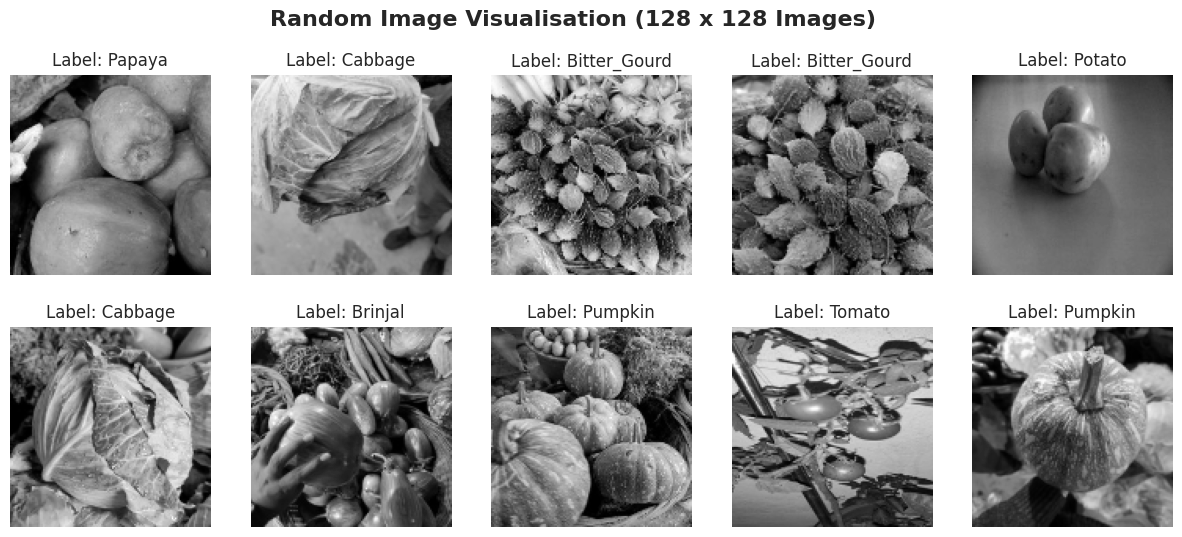 Random Image Visualisation (128 x 128 Images)
Label: Papaya
Label: Cabbage
Label: Bitter_Gourd
Label: Bitter_Gourd
Label: Potato
Label: Cabbage
Label: Brinjal
Label: Pumpkin
Label: Tomato
Label: Pumpkin